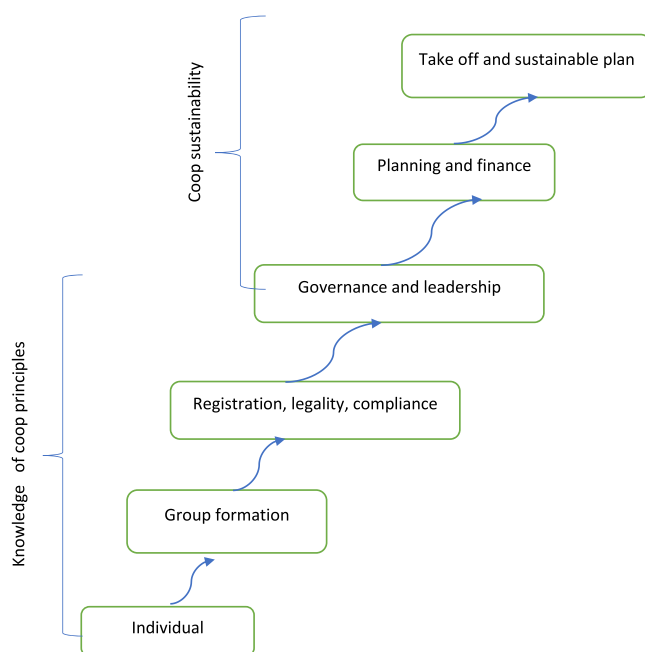 Take off and sustainable plan
Coop sustainability
Planning and finance
Governance and leadership
Knowledge of coop principles
Registration, legality, compliance
Group formation
Individual